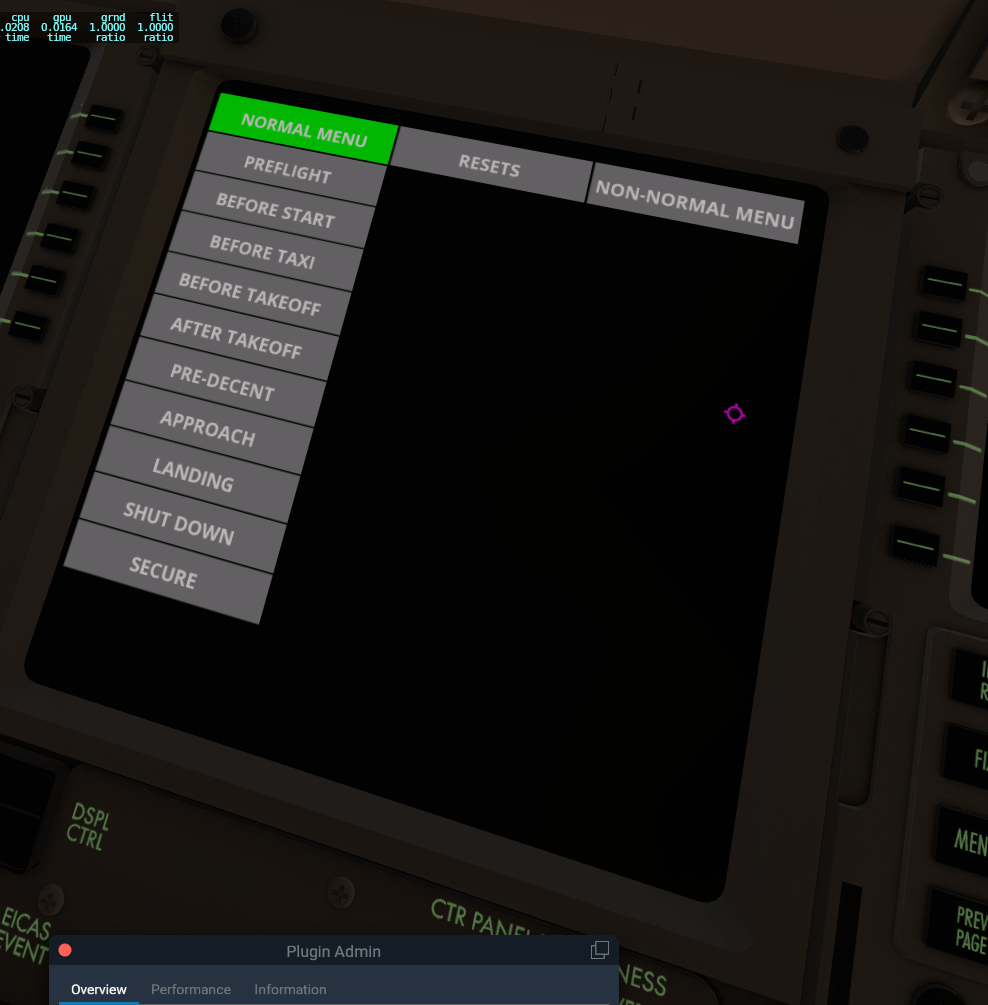 cpu gpu grnd flit
.0208 0.0164 1.0000 1.0000
time time ratio ratio
NORMAL MENU
RESETS
NON-NORMAL MENU
PREFLIGHT
BEFORE START
BEFORE TAXI
BEFORE TAKEOFF
AFTER TAKEOFF
PRE-DECENT
APPROACH
LANDING
SHUT DOWN
SECURE
DSPL
CTRL
EICAS
EVENT
CTR PANEL
NESS
MEN
PREV
PAGE
Plugin Admin
Overview Performance Information